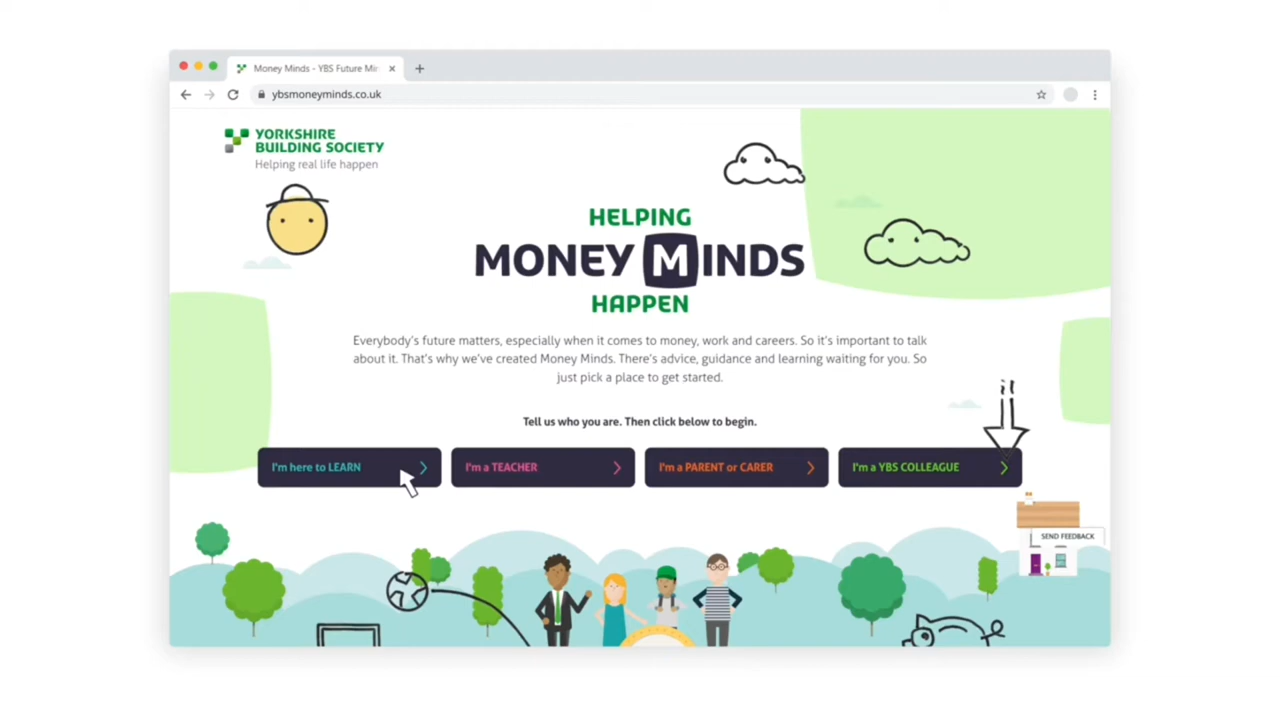 Money Minds - YBS Future Min
ybsmoneyminds.co.uk
YORKSHIRE
BUILDING SOCIETY
Helping real life happen
HELPING
MONEY MINDS
HAPPEN
Everybody's future matters, especially when it comes to money, work and careers. So it's important to talk
about it. That's why we've created Money Minds. There's advice, guidance and learning waiting for you. So
just pick a place to get started.
Tell us who you are. Then click below to begin.
I'm here to LEARN
I'm a TEACHER
I'm a PARENT or CARER
I'm a YBS COLLEAGUE
SEND FEEDBACK